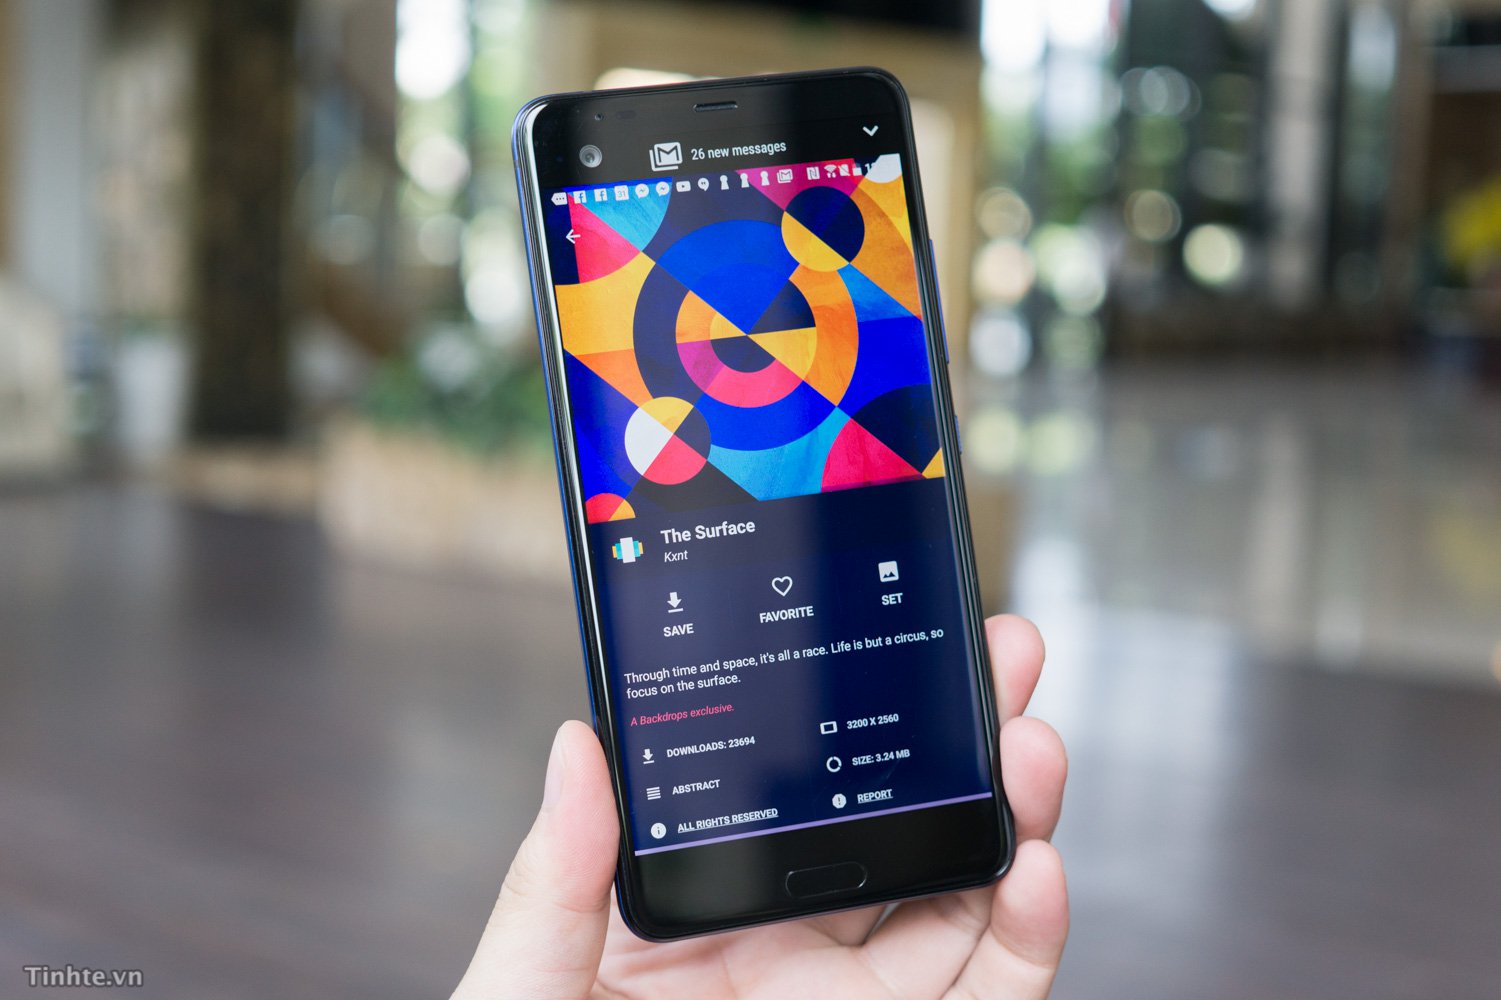 26 new messages
31
The Surface
Kxnt
SAVE
FAVORITE
SET
Through time and space, it's all a race. Life is but a circus, so
focus on the surface.
A Backdrops exclusive.
DOWNLOADS: 23694
3200 X 2560
ABSTRACT
SIZE: 3.24 MB
ALL RIGHTS RESERVED
REPORT
Tinhte.vn